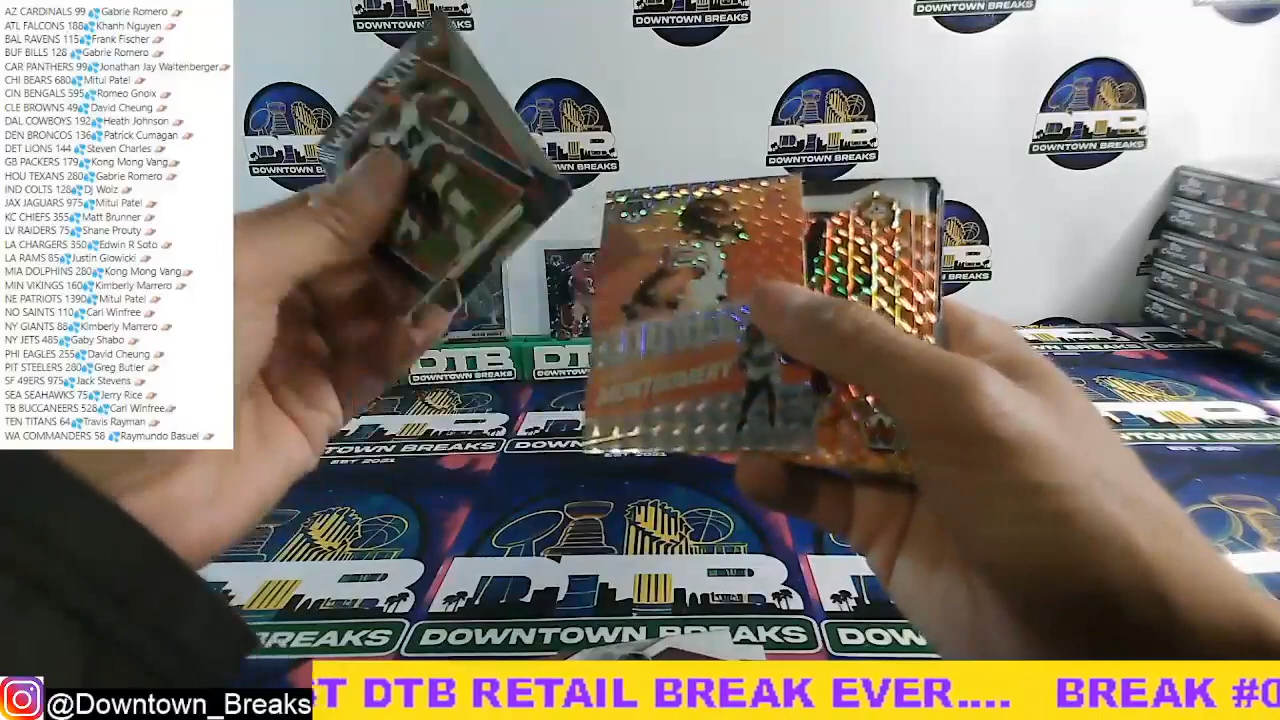 AZ CARDINALS 99💦Gabrie Romero 🏈
ATL FALCONS 188💦Khanh Nguyen 🏈
BAL RAVENS 115💦Frank Fischer 🏈
BUF BILLS 128 💦Gabrie Romero 🏈
CAR PANTHERS 99💦Jonathan Jay Waltenberger🏈
CHI BEARS 680💦Mitul Patel 🏈
CIN BENGALS 595💦Romeo Gnoix 🏈
CLE BROWNS 49💦David Cheung 🏈
DAL COWBOYS 192💦Heath Johnson 🏈
DEN BRONCOS 136💦Patrick Cumagan 🏈
DET LIONS 144 💦Steven Charles 🏈
GB PACKERS 179💦Kong Mong Vang🏈
HOU TEXANS 280💦Gabrie Romero 🏈
IND COLTS 128💦DJ Wolz 🏈
JAX JAGUARS 975💦Mitul Patel 🏈
KC CHIEFS 355💦Matt Brunner 🏈
LV RAIDERS 75💦Shane Prouty 🏈
LA CHARGERS 350💦Edwin R Soto 🏈
LA RAMS 85💦Justin Glowicki 🏈
MIA DOLPHINS 280💦Kong Mong Vang🏈
MIN VIKINGS 160💦Kimberly Marrero 🏈
NE PATRIOTS 1390💦Mitul Patel 🏈
NO SAINTS 110💦Carl Winfree 🏈
NY GIANTS 88💦Kimberly Marrero 🏈
NY JETS 485💦Gaby Shabo 🏈
PHI EAGLES 255💦David Cheung 🏈
PIT STEELERS 280💦Greg Butler 🏈
SF 49ERS 975💦Jack Stevens 🏈
SEA SEAHAWKS 75💦Jerry Rice 🏈
TB BUCCANEERS 528💦Carl Winfree🏈
TEN TITANS 64💦Travis Rayman 🏈
WA COMMANDERS 58 💦Raymundo Basuel 🏈
DOWNTOWN BREAKS
DOWNTOWN BREAKS
DOWNTOWN BREAKS
DTB
DOWNTOWN BREAKS
DTB
DOWNTOWN BREAKS
DTB
DOWNTOWN BREAKS
MONTGOMERY
DTB
DOWNTOWN BREAKS
DTB
DTB
BREAKS
DTB
DOWNTOWN BREAKS
@Downtown_Breaks
T DTB RETAIL BREAK EVER.... BREAK #0